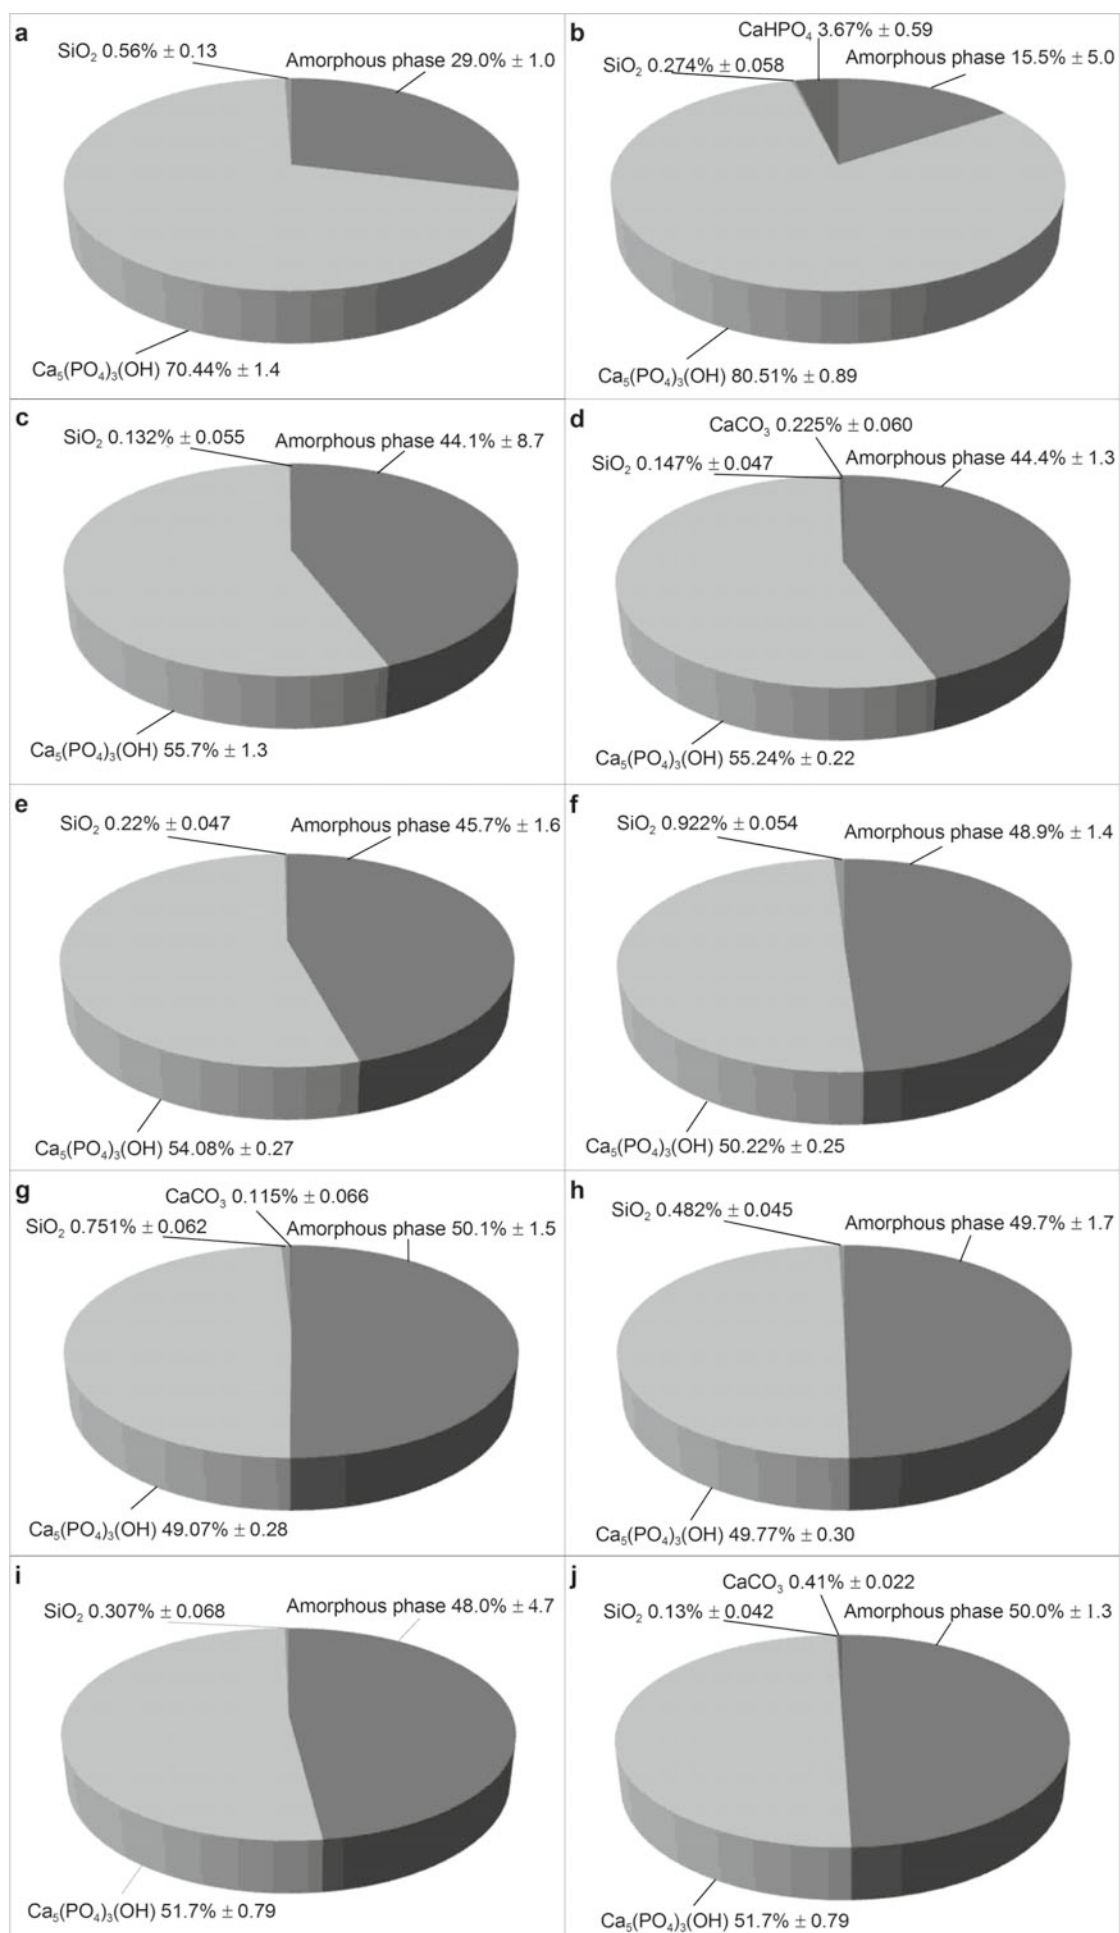 a
SiO₂ 0.56% ± 0.13
Amorphous phase 29.0% ± 1.0
Ca₅(PO₄)₃(OH) 70.44% ± 1.4
b
CaHPO₄ 3.67% ± 0.59
SiO₂ 0.274% ± 0.058
Amorphous phase 15.5% ± 5.0
Ca₅(PO₄)₃(OH) 80.51% ± 0.89
c
SiO₂ 0.132% ± 0.055
Amorphous phase 44.1% ± 8.7
Ca₅(PO₄)₃(OH) 55.7% ± 1.3
d
CaCO₃ 0.225% ± 0.060
SiO₂ 0.147% ± 0.047
Amorphous phase 44.4% ± 1.3
Ca₅(PO₄)₃(OH) 55.24% ± 0.22
e
SiO₂ 0.22% ± 0.047
Amorphous phase 45.7% ± 1.6
Ca₅(PO₄)₃(OH) 54.08% ± 0.27
f
SiO₂ 0.922% ± 0.054
Amorphous phase 48.9% ± 1.4
Ca₅(PO₄)₃(OH) 50.22% ± 0.25
g
CaCO₃ 0.115% ± 0.066
SiO₂ 0.751% ± 0.062
Amorphous phase 50.1% ± 1.5
Ca₅(PO₄)₃(OH) 49.07% ± 0.28
h
SiO₂ 0.482% ± 0.045
Amorphous phase 49.7% ± 1.7
Ca₅(PO₄)₃(OH) 49.77% ± 0.30
i
SiO₂ 0.307% ± 0.068
Amorphous phase 48.0% ± 4.7
Ca₅(PO₄)₃(OH) 51.7% ± 0.79
j
CaCO₃ 0.41% ± 0.022
SiO₂ 0.13% ± 0.042
Amorphous phase 50.0% ± 1.3
Ca₅(PO₄)₃(OH) 51.7% ± 0.79